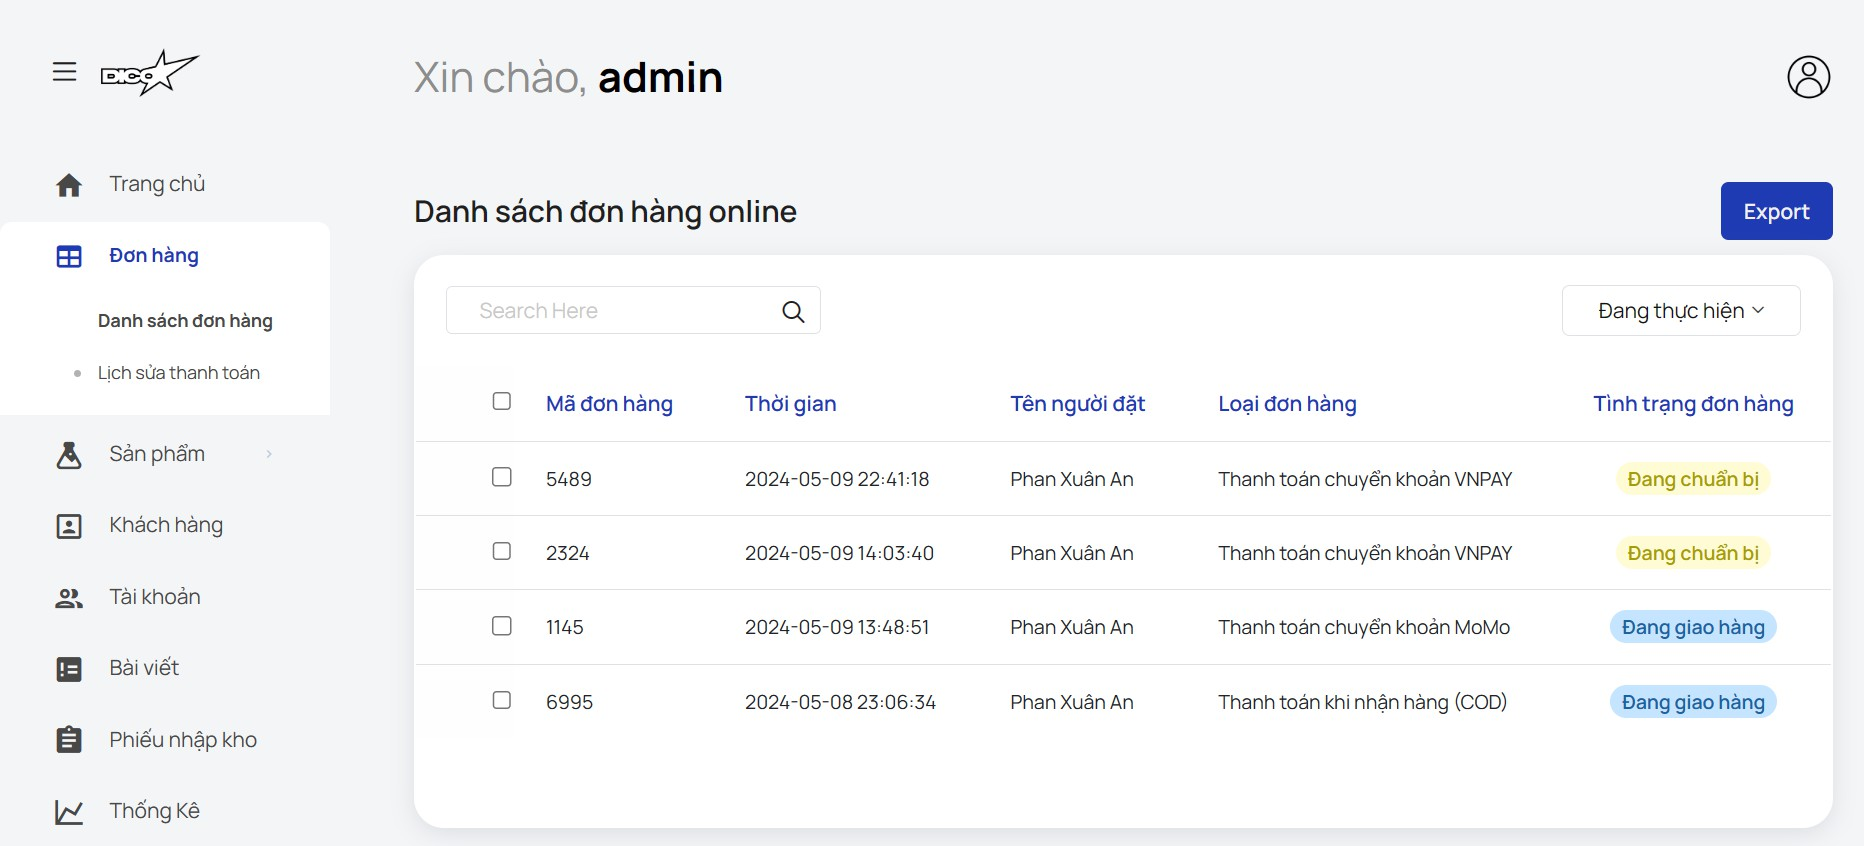 DICO
Xin chào, admin
Trang chủ
Đơn hàng
Danh sách đơn hàng
Lịch sửa thanh toán
Sản phẩm
Khách hàng
Tài khoản
Bài viết
Phiếu nhập kho
Thống Kê
Danh sách đơn hàng online
Export
Search Here
Đang thực hiện
Mã đơn hàng Thời gian Tên người đặt Loại đơn hàng Tình trạng đơn hàng
5489 2024-05-09 22:41:18 Phan Xuân An Thanh toán chuyển khoản VNPAY Đang chuẩn bị
2324 2024-05-09 14:03:40 Phan Xuân An Thanh toán chuyển khoản VNPAY Đang chuẩn bị
1145 2024-05-09 13:48:51 Phan Xuân An Thanh toán chuyển khoản MoMo Đang giao hàng
6995 2024-05-08 23:06:34 Phan Xuân An Thanh toán khi nhận hàng (COD) Đang giao hàng